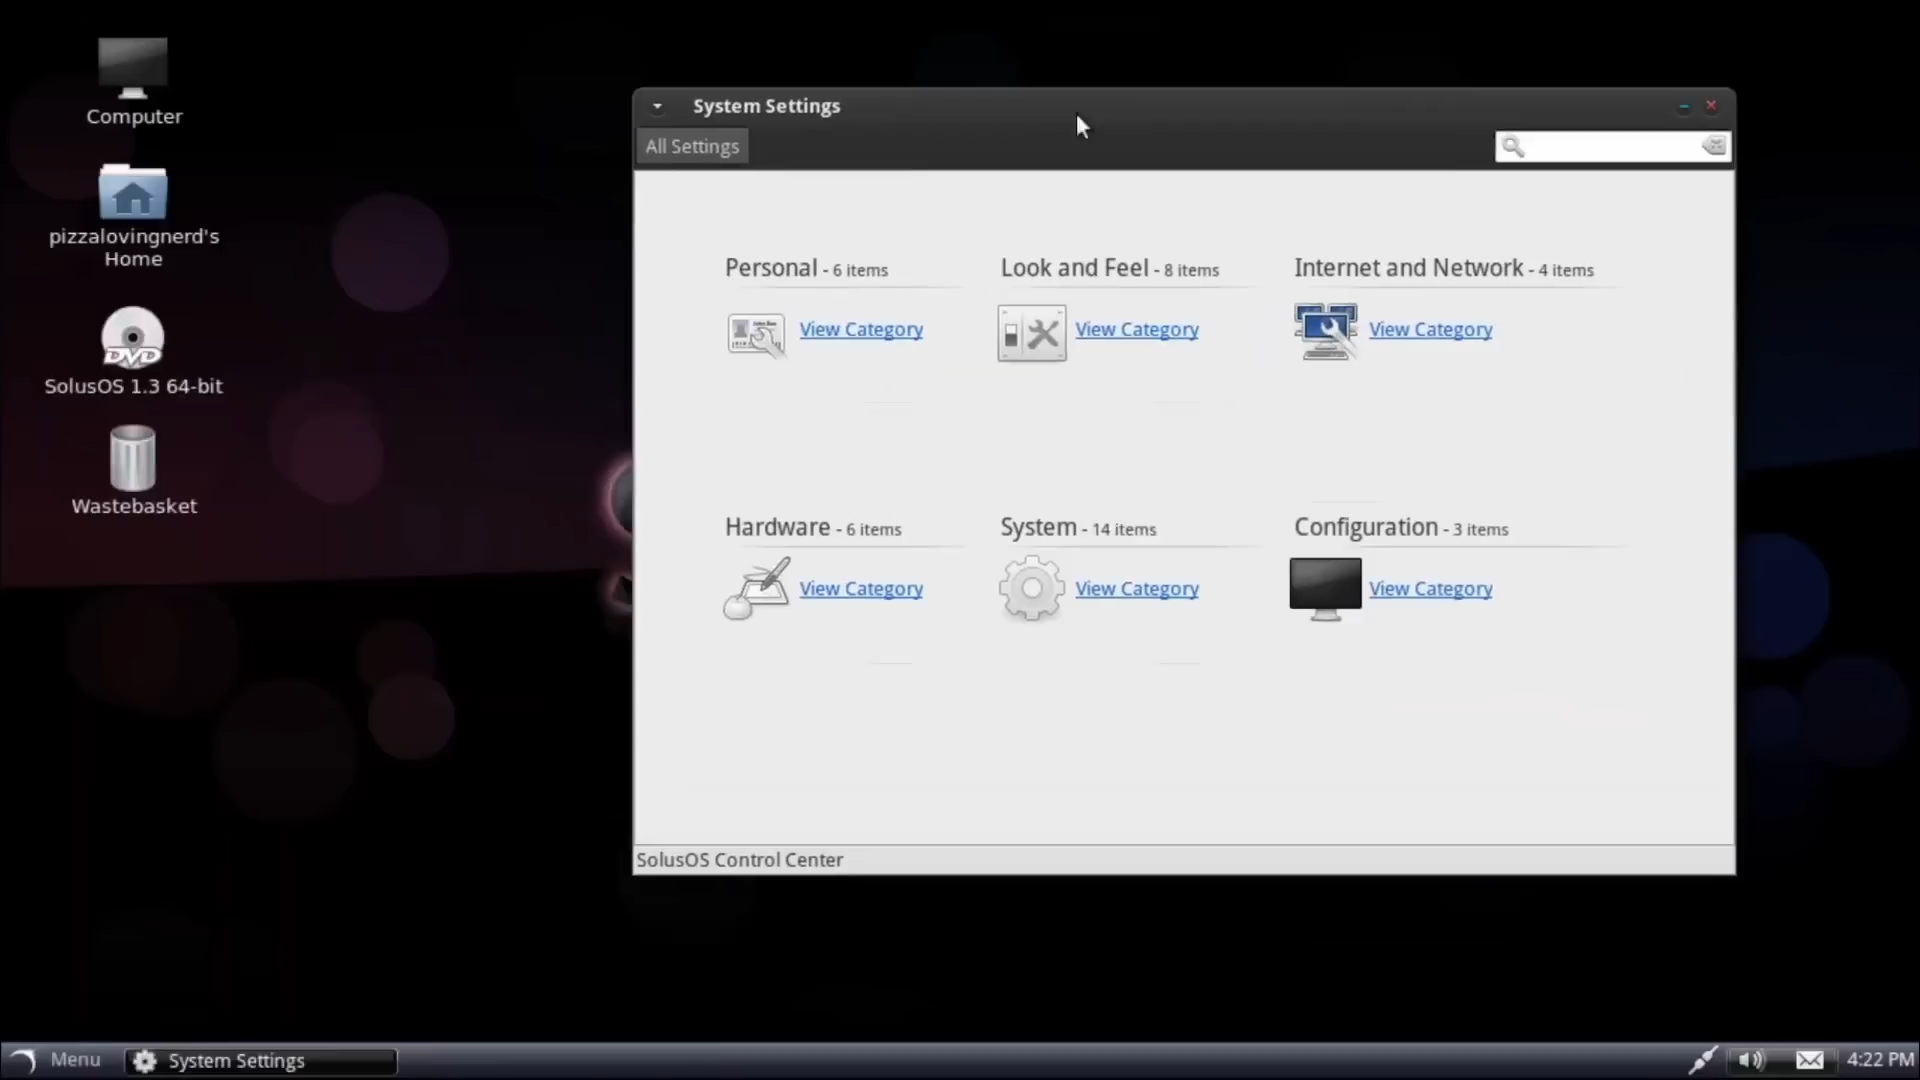 Computer
pizzalovingnerd's
Home
DVD
SolusOS 1.3 64-bit
Wastebasket
System Settings
All Settings
Personal - 6 items
View Category
Look and Feel - 8 items
View Category
Internet and Network - 4 items
View Category
Hardware - 6 items
View Category
System - 14 items
View Category
Configuration - 3 items
View Category
SolusOS Control Center
Menu
System Settings
4:22 PM